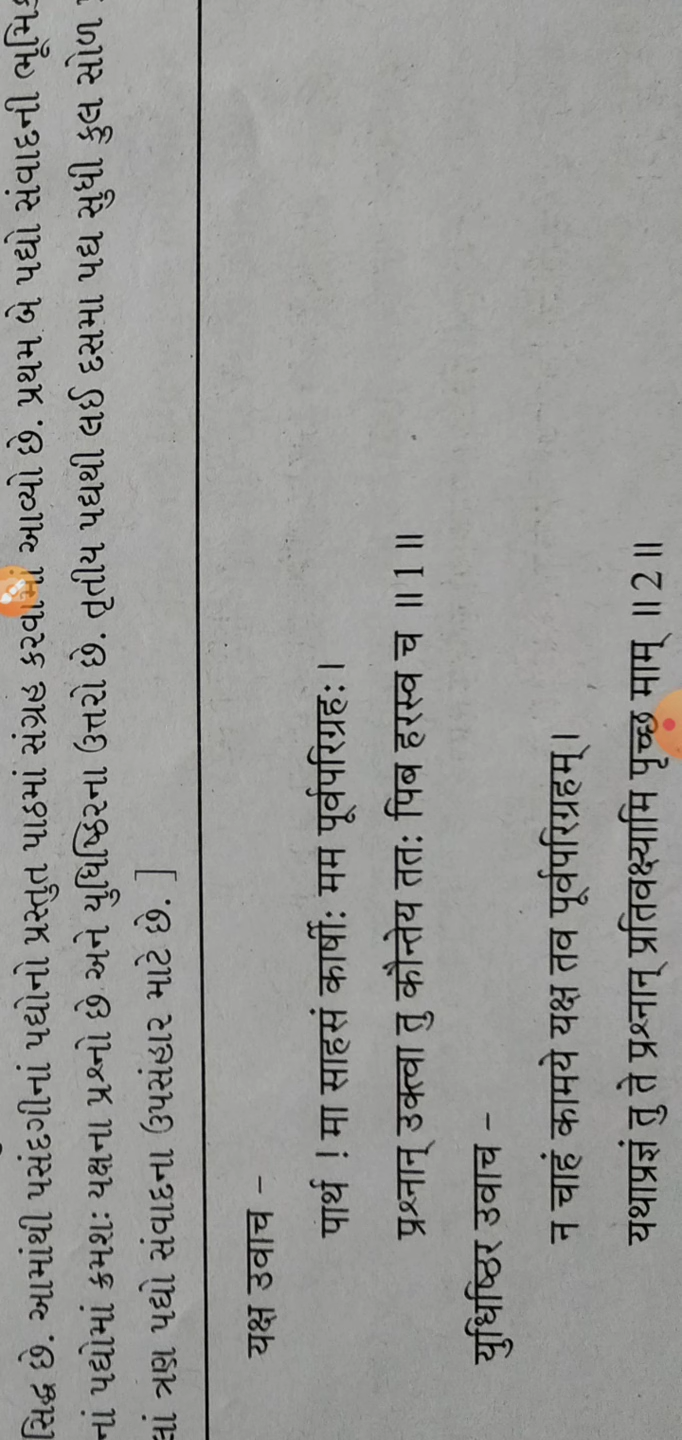 સિદ્ધ છે. આમાંથી પસંદગીનાં પદ્યોનો પ્રસ્તુત પાઠમાં સંગ્રહ કરવામાં આવ્યો છે. પ્રથમ બે પદ્યો સંવાદની
નાં પદ્યોમાં ક્રમશઃ યક્ષના પ્રશ્નો છે અને યુધિષ્ઠિરના ઉત્તરો છે. તૃતીય પદ્યથી લઈ દસમા પદ્ય સુધી કુલ સોળ
ત્રણ પદ્યો સંવાદના ઉપસંહાર માટે છે. ]
यक्ष उवाच –
पार्थ ! मा साहसं कार्षीः मम पूर्वपरिग्रहः ।
प्रश्नान् उक्त्वा तु कौन्तेय ततः पिब हरस्व च ॥ 1 ॥
युधिष्ठिर उवाच –
न चाहं कामये यक्ष तव पूर्वपरिग्रहम् ।
यथाप्रज्ञं तु ते प्रश्नान् प्रतिवक्ष्यामि पृच्छ माम् ॥ 2 ॥